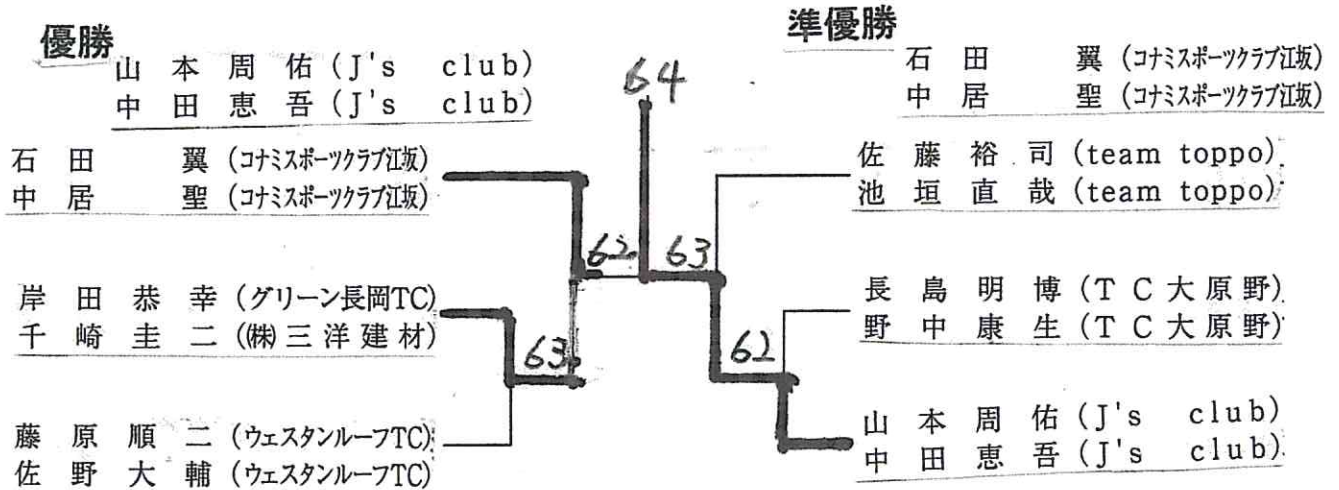 優勝
山本周佑(J's club)
中田恵吾(J's club)
準優勝
石田 翼(コナミスポーツクラブ江坂)
中居 聖(コナミスポーツクラブ江坂)
64
石田 翼(コナミスポーツクラブ江坂)
中居 聖(コナミスポーツクラブ江坂)
佐藤裕司(team toppo)
池垣直哉(team toppo)
62
63
岸田恭幸(グリーン長岡TC)
千崎圭二(㈱三洋建材)
長島明博(TC大原野)
野中康生(TC大原野)
63
62
藤原順二(ウェスタンルーフTC)
佐野大輔(ウェスタンルーフTC)
山本周佑(J's club)
中田恵吾(J's club)